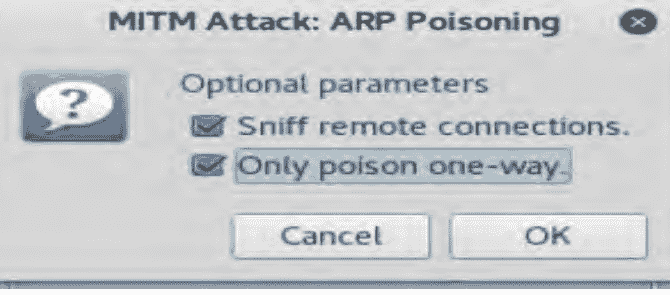 MITM Attack: ARP Poisoning
Optional parameters
Sniff remote connections.
Only poison one-way.
Cancel OK